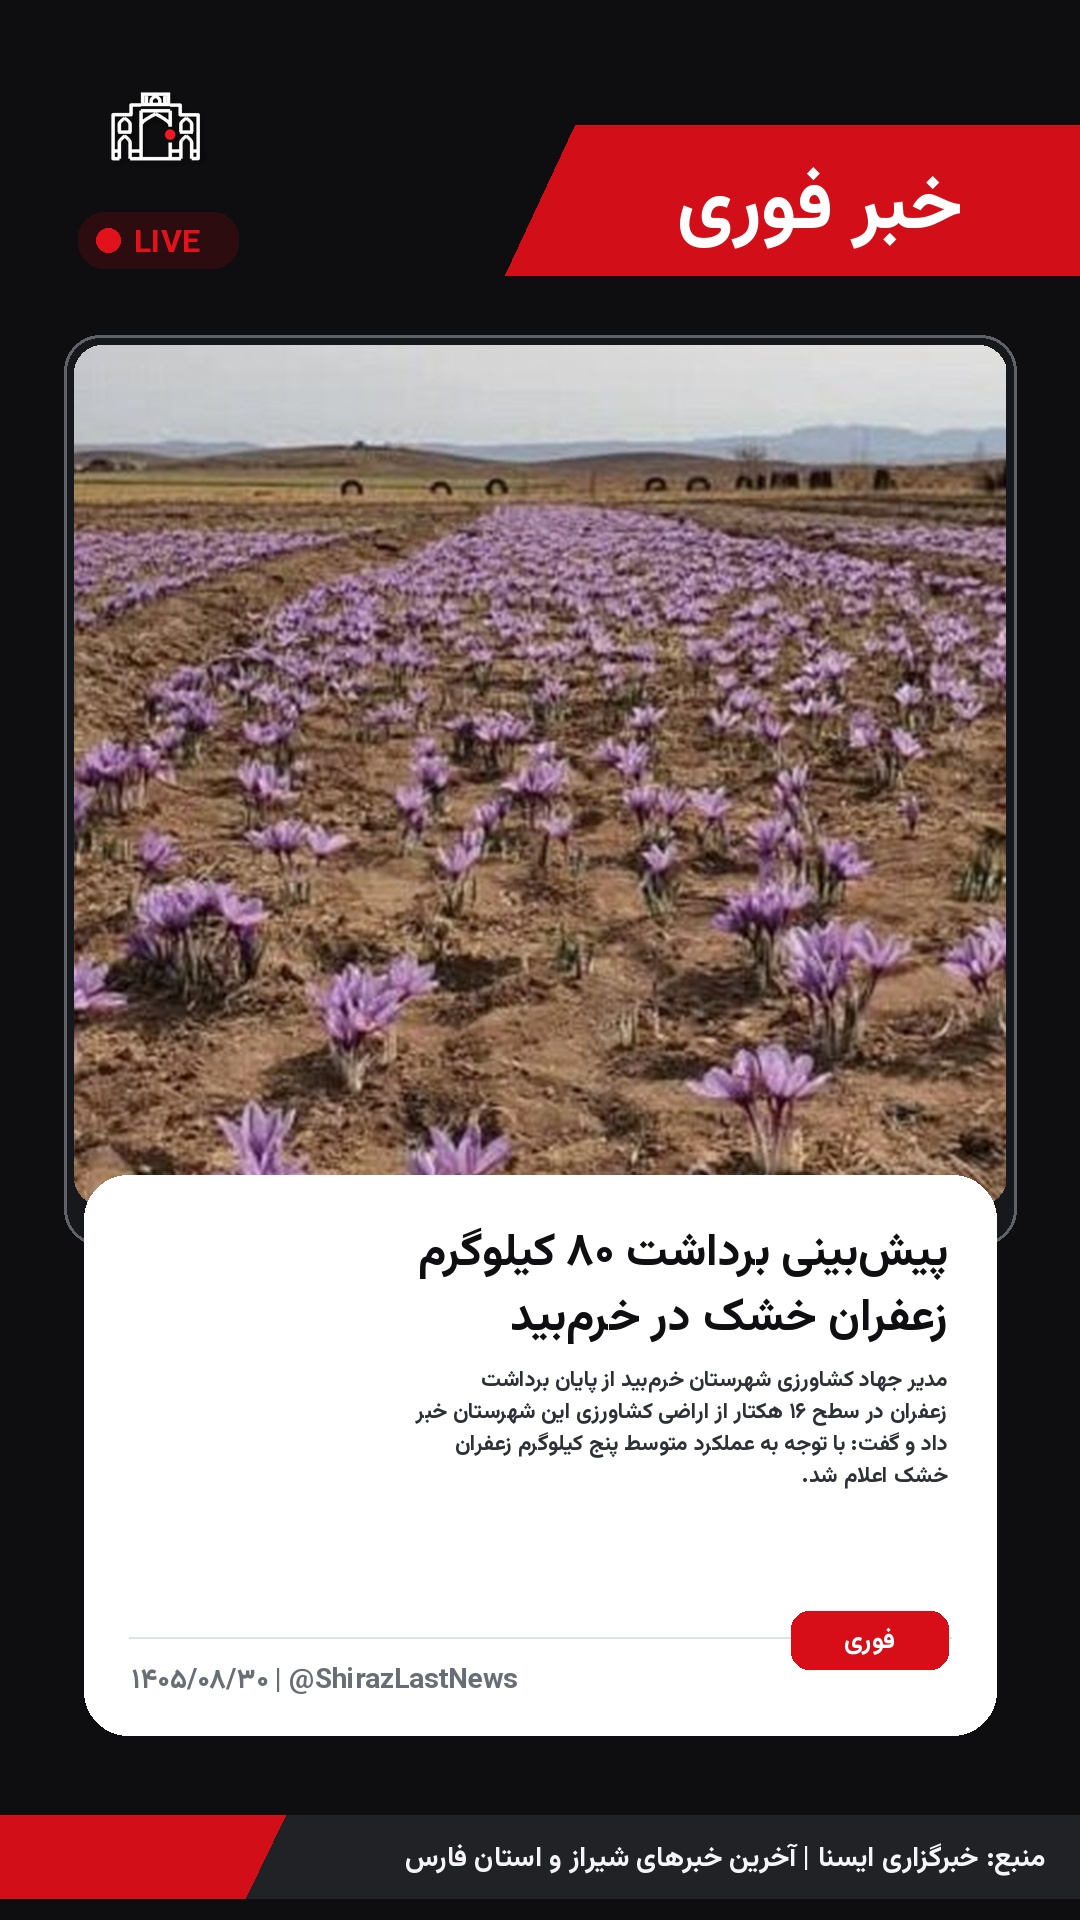 خبر فوری
LIVE
پیش‌بینی برداشت ۸۰ کیلوگرم
زعفران خشک در خرم‌بید
مدیر جهاد کشاورزی شهرستان خرم‌بید از پایان برداشت
زعفران در سطح ۱۶ هکتار از اراضی کشاورزی این شهرستان خبر
داد و گفت: با توجه به عملکرد متوسط پنج کیلوگرم زعفران
خشک اعلام شد.
فوری
۱۴۰۵/۰۸/۳۰ | @ShirazLastNews
منبع: خبرگزاری ایسنا | آخرین خبرهای شیراز و استان فارس